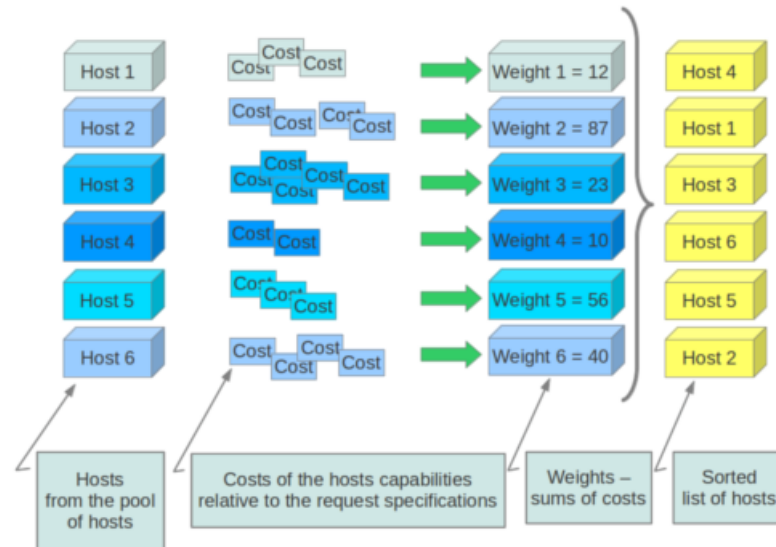 Host 1
Cost
Cost
Cost
Weight 1 = 12
Host 4
Host 2
Cost
Cost
Cost
Cost
Weight 2 = 87
Host 1
Host 3
Cost
Cost
Cost
Cost
Cost
Weight 3 = 23
Host 3
Host 4
Cost
Cost
Weight 4 = 10
Host 6
Host 5
Cost
Cost
Cost
Weight 5 = 56
Host 5
Host 6
Cost
Cost
Cost
Cost
Weight 6 = 40
Host 2
Hosts
from the pool
of hosts
Costs of the hosts capabilities
relative to the request specifications
Weights –
sums of costs
Sorted
list of hosts